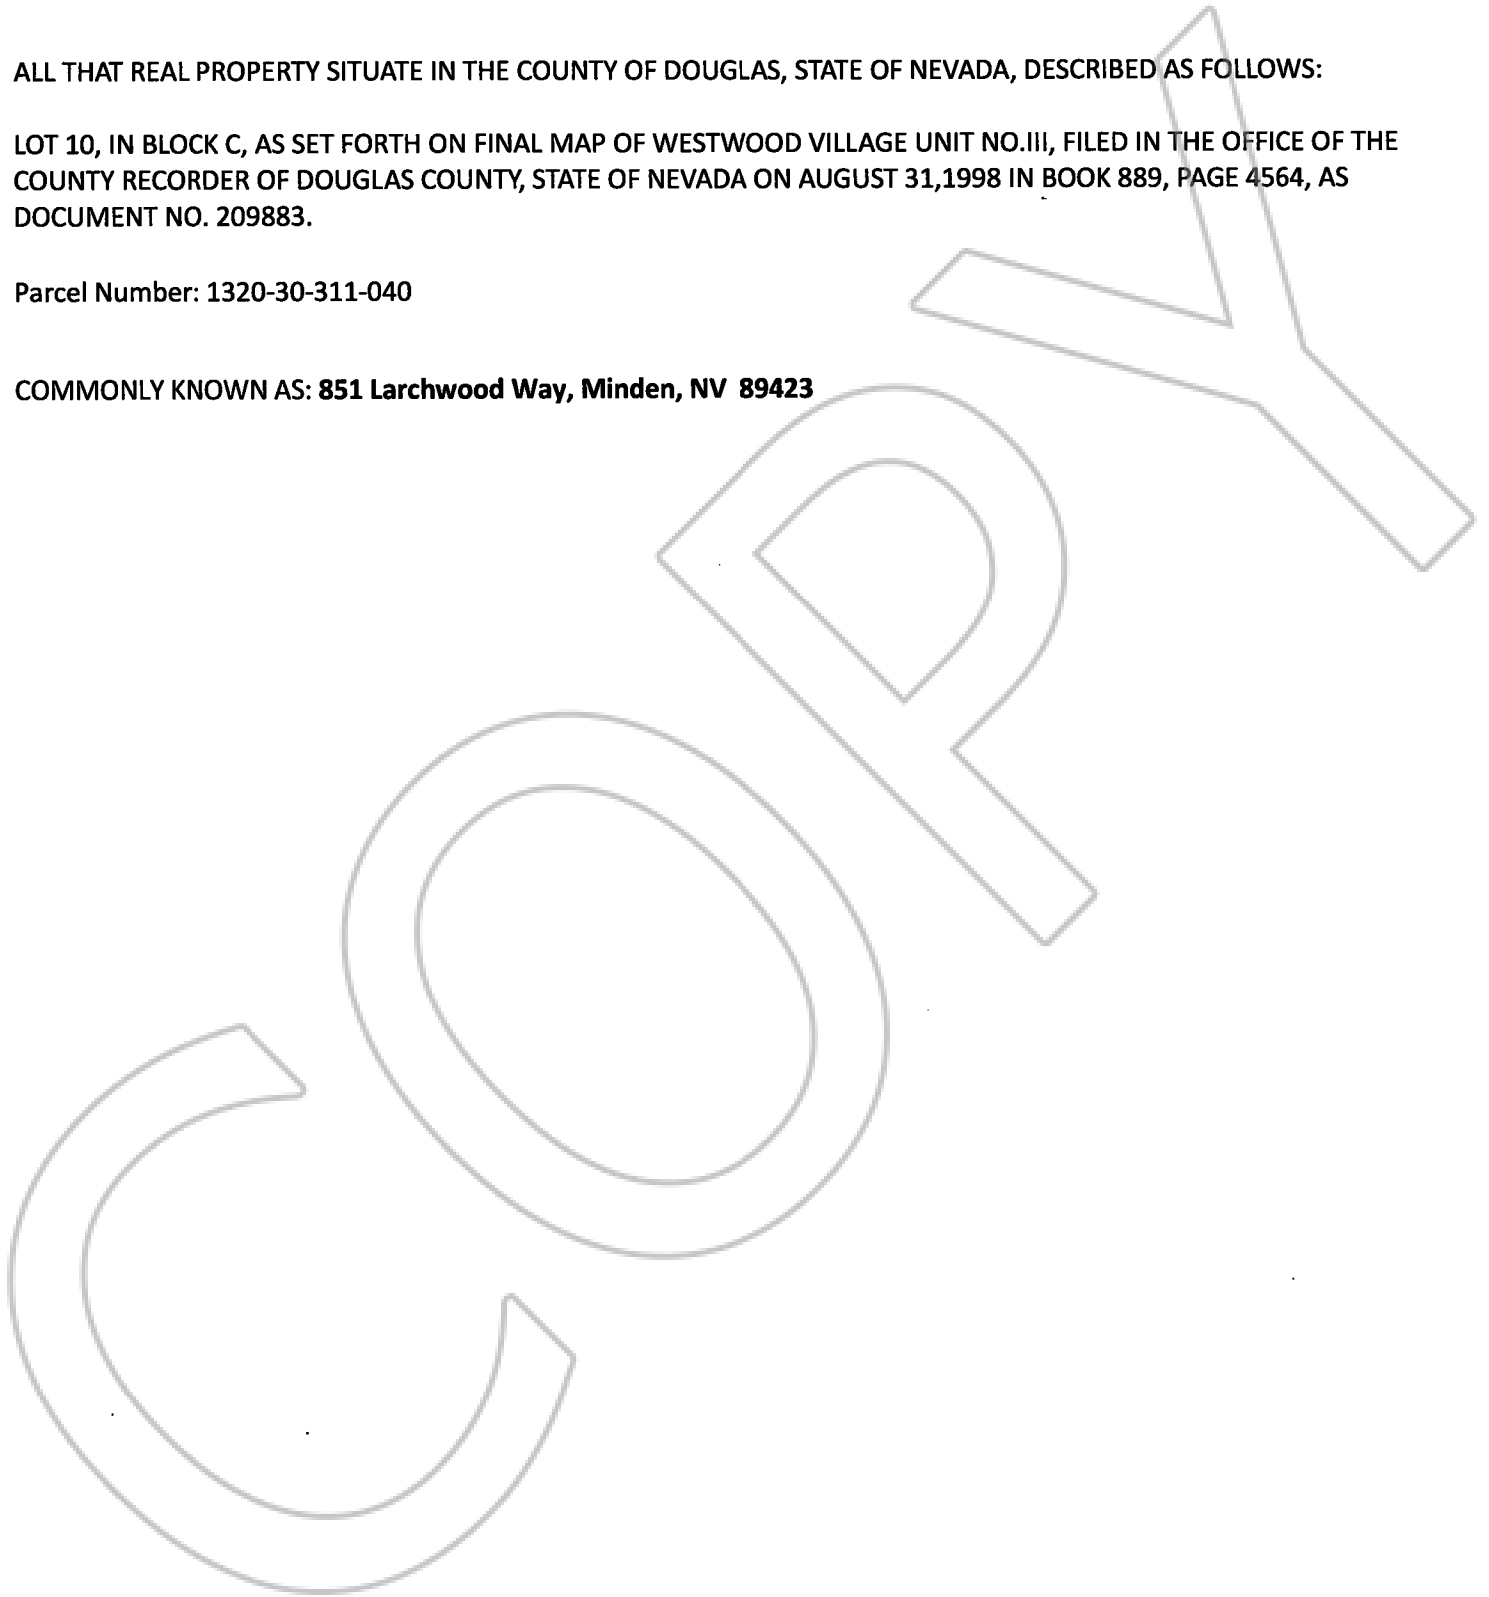 ALL THAT REAL PROPERTY SITUATE IN THE COUNTY OF DOUGLAS, STATE OF NEVADA, DESCRIBED AS FOLLOWS:
LOT 10, IN BLOCK C, AS SET FORTH ON FINAL MAP OF WESTWOOD VILLAGE UNIT NO.III, FILED IN THE OFFICE OF THE
COUNTY RECORDER OF DOUGLAS COUNTY, STATE OF NEVADA ON AUGUST 31,1998 IN BOOK 889, PAGE 4564, AS
DOCUMENT NO. 209883.
Parcel Number: 1320-30-311-040
COMMONLY KNOWN AS: 851 Larchwood Way, Minden, NV 89423
COPY